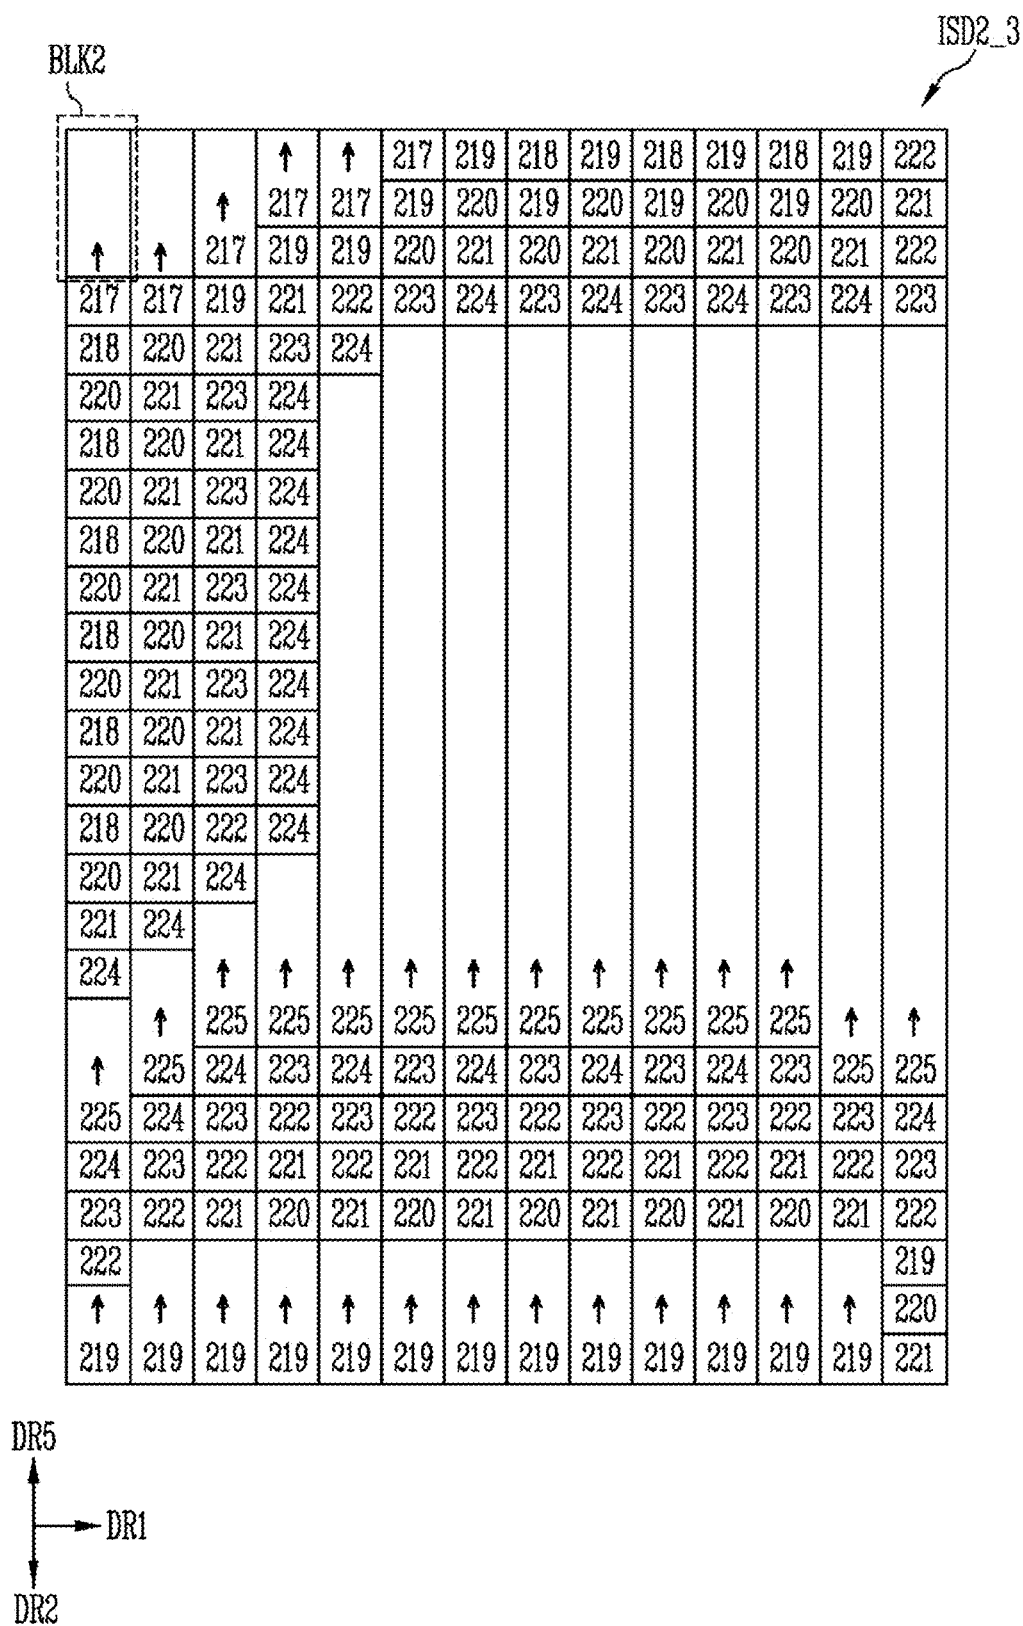 ISD2_3
BLK2
↑ ↑ 217 219 218 219 218 219 218 219 222
↑ 217 217 219 220 219 220 219 220 219 220 221
↑ ↑ 217 219 219 220 221 220 221 220 221 220 221 222
217 217 219 221 222 223 224 223 224 223 224 223 224 223
218 220 221 223 224
220 221 223 224
218 220 221 224
220 221 223 224
218 220 221 224
220 221 223 224
218 220 221 224
220 221 223 224
218 220 221 224
220 221 223 224
218 220 222 224
220 221 224
221 224
224 ↑ ↑ ↑ ↑ ↑ ↑ ↑ ↑ ↑ ↑
↑ 225 225 225 225 225 225 225 225 225 225 ↑ ↑
↑ 225 224 223 224 223 224 223 224 223 224 223 225 225
225 224 223 222 223 222 223 222 223 222 223 222 223 224
224 223 222 221 222 221 222 221 222 221 222 221 222 223
223 222 221 220 221 220 221 220 221 220 221 220 221 222
222 219
↑ ↑ ↑ ↑ ↑ ↑ ↑ ↑ ↑ ↑ ↑ ↑ ↑ 220
219 219 219 219 219 219 219 219 219 219 219 219 219 221
DR5
DR1
DR2